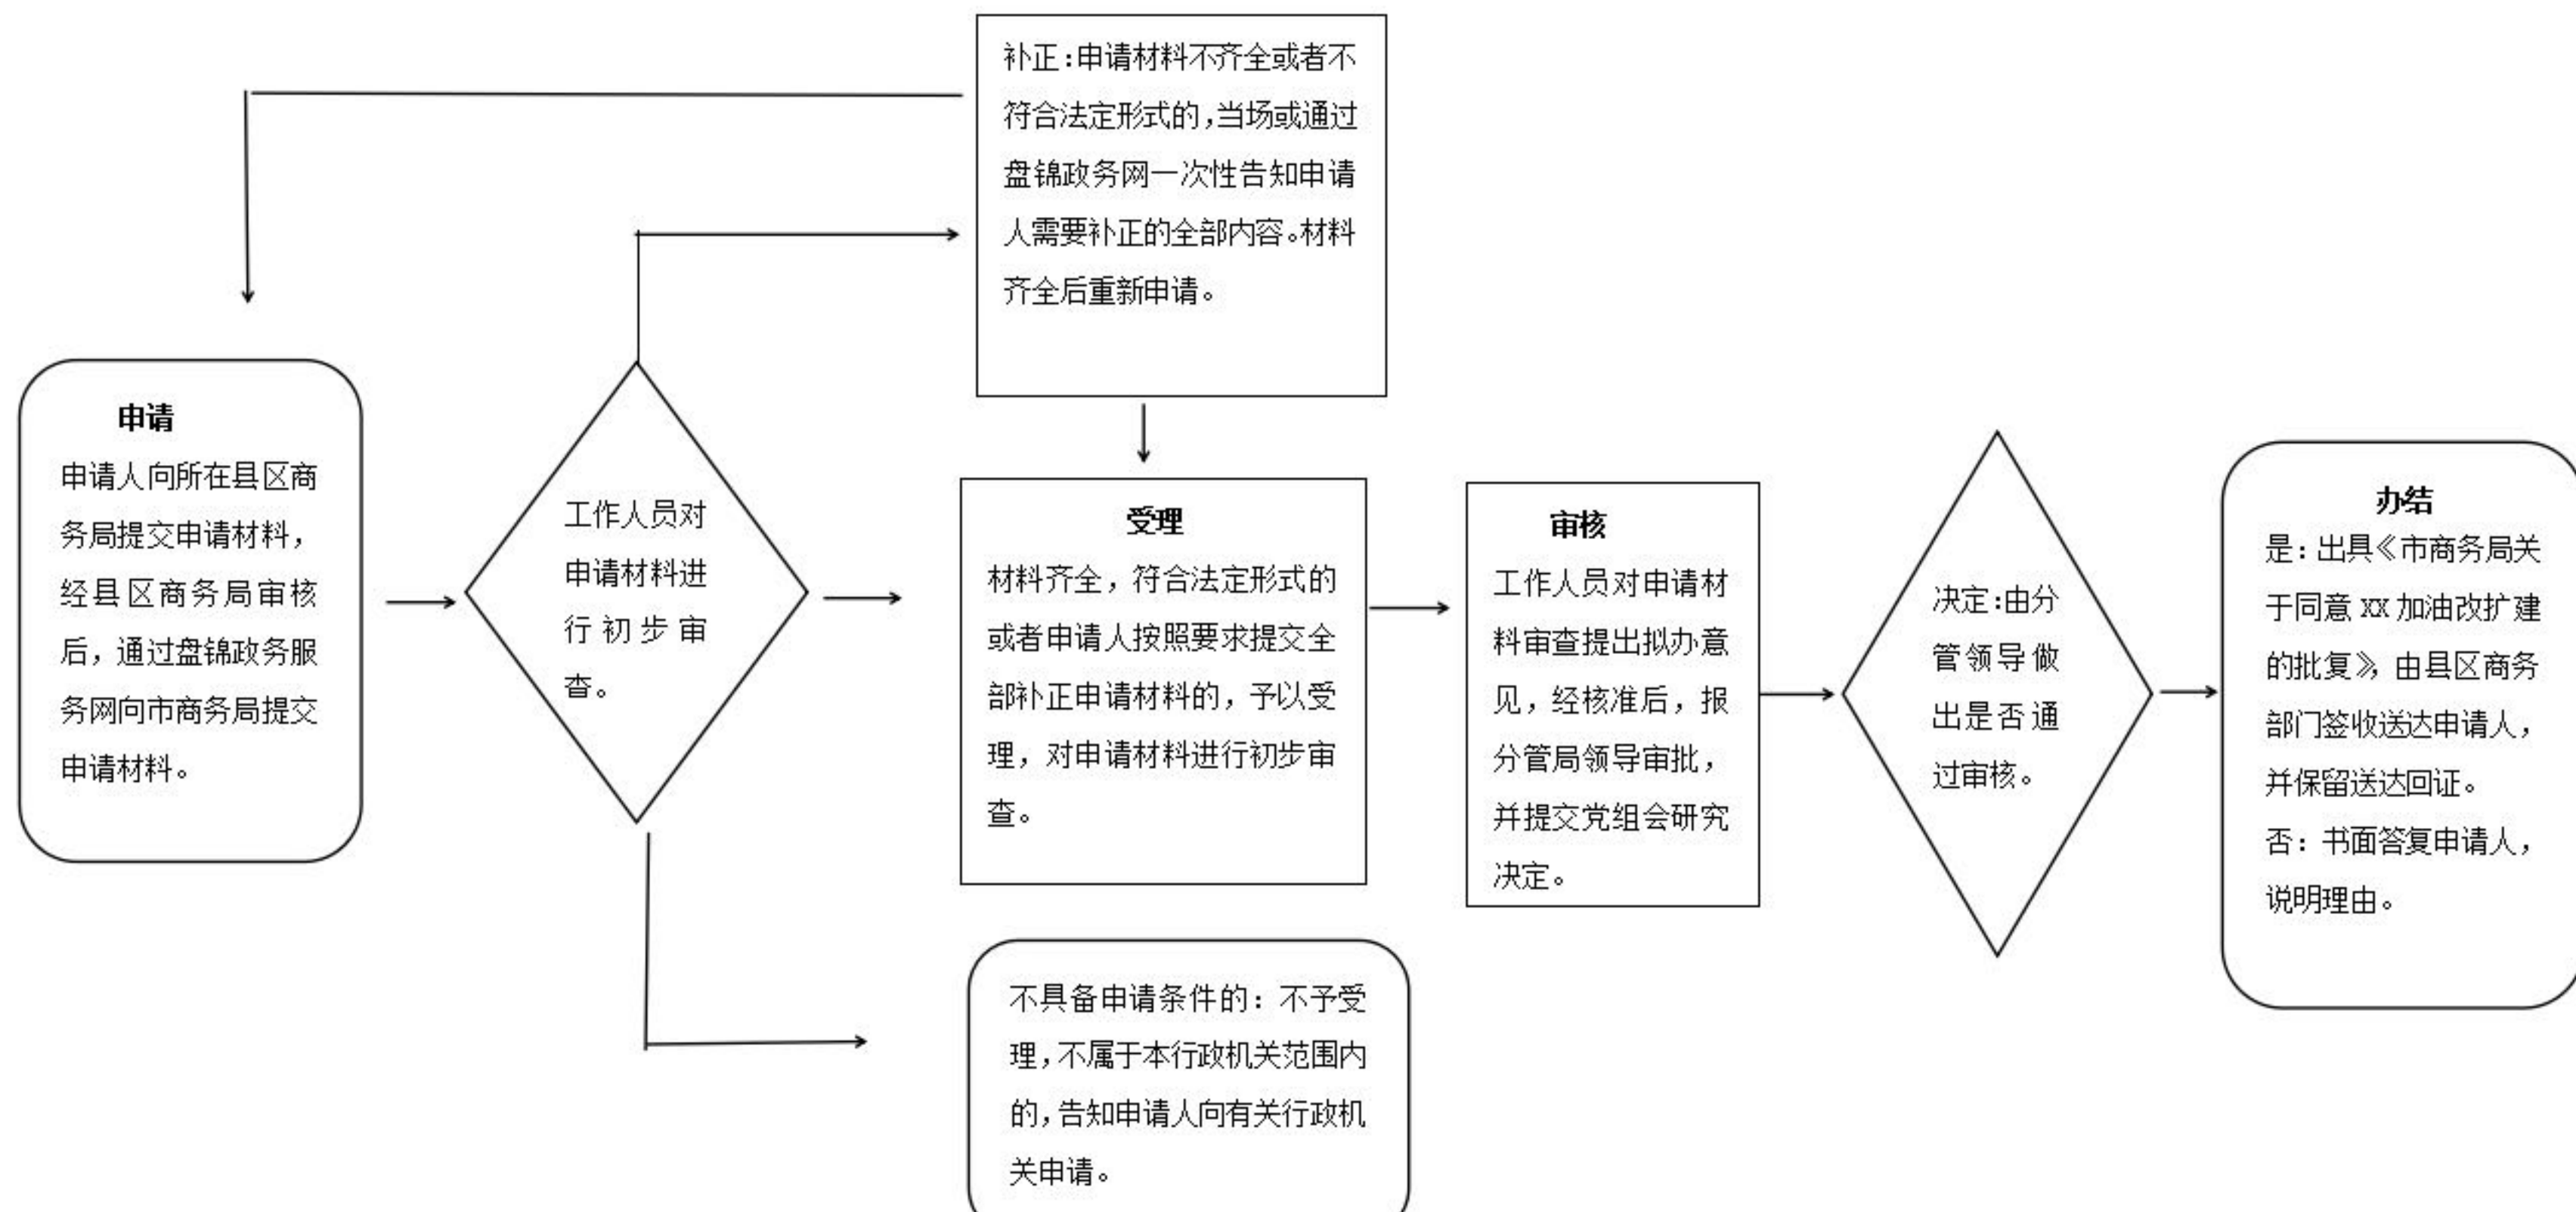 补正:申请材料不齐全或者不
符合法定形式的,当场或通过
盘锦政务网一次性告知申请
人需要补正的全部内容。材料
齐全后重新申请。
申请
申请人向所在县区商
务局提交申请材料,
经县区商务局审核
后,通过盘锦政务服
务网向市商务局提交
申请材料。
工作人员对
申请材料进
行初步审
查。
受理
材料齐全,符合法定形式的
或者申请人按照要求提交全
部补正申请材料的,予以受
理,对申请材料进行初步审
查。
审核
工作人员对申请材
料审查提出拟办意
见,经核准后,报
分管局领导审批,
并提交党组会研究
决定。
决定:由分
管领导做
出是否通
过审核。
办结
是:出具《市商务局关
于同意 XX 加油改扩建
的批复》,由县区商务
部门签收送达申请人,
并保留送达回证。
否:书面答复申请人,
说明理由。
不具备申请条件的:不予受
理,不属于本行政机关范围内
的,告知申请人向有关行政机
关申请。